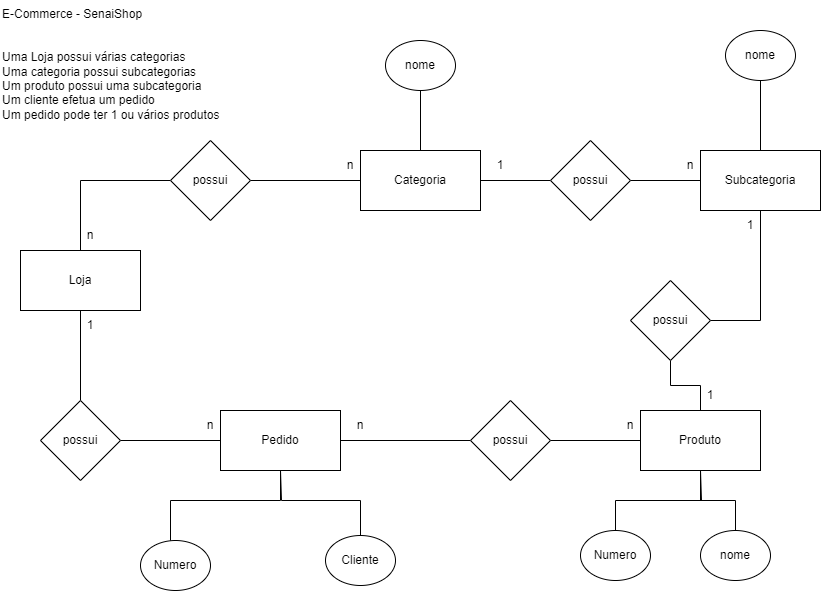 E-Commerce - SenaiShop
Uma Loja possui várias categorias
Uma categoria possui subcategorias
Um produto possui uma subcategoria
Um cliente efetua um pedido
Um pedido pode ter 1 ou vários produtos
nome
nome
possui
n
Categoria
1
possui
n
Subcategoria
n
1
Loja
1
possui
1
possui
n
Pedido
n
possui
n
Produto
Numero
Cliente
Numero
nome